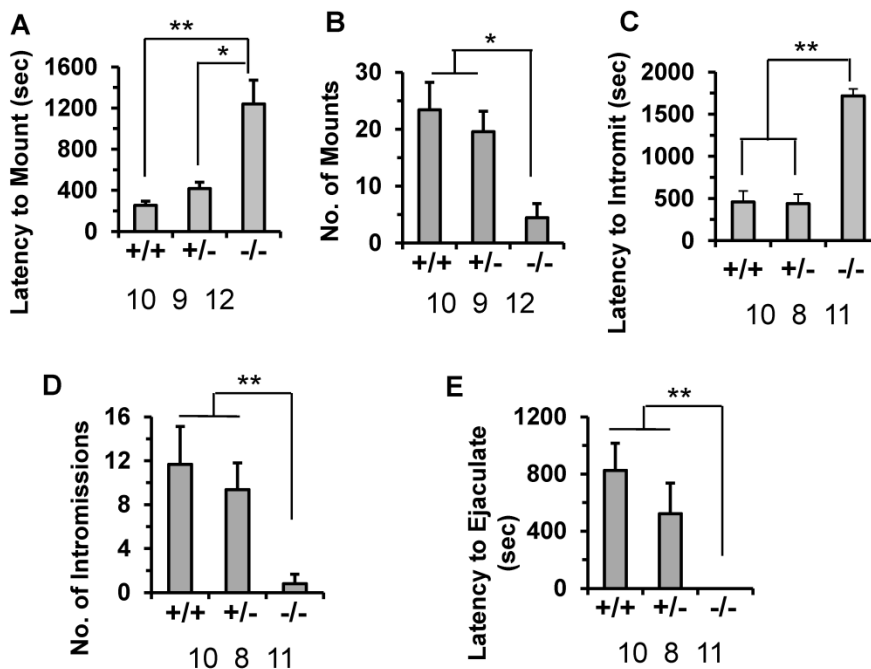 A
Latency to Mount (sec)
1600
1200
800
400
0
** 
*
+/+ +/- -/-
10 9 12
B
No. of Mounts
30
20
10
0
*
+/+ +/- -/-
10 9 12
C
Latency to Intromit (sec)
2000
1500
1000
500
0
**
+/+ +/- -/-
10 8 11
D
No. of Intromissions
16
12
8
4
0
**
+/+ +/- -/-
10 8 11
E
Latency to Ejaculate
(sec)
1200
800
400
0
**
+/+ +/- -/-
10 8 11